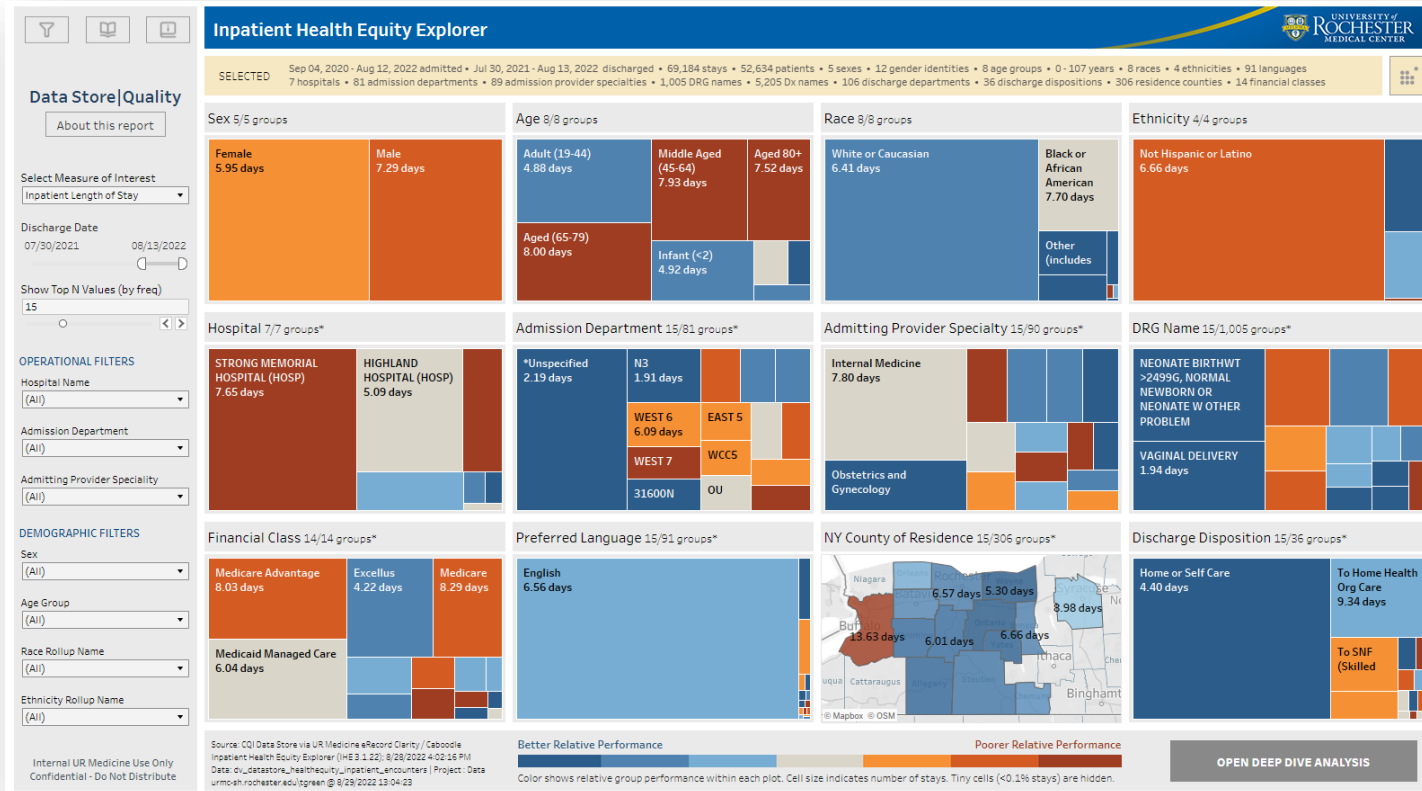 Inpatient Health Equity Explorer
UNIVERSITY of
ROCHESTER
MEDICAL CENTER
SELECTED
Sep 04, 2020 - Aug 12, 2022 admitted • Jul 30, 2021 - Aug 13, 2022 discharged • 69,184 stays • 52,634 patients • 5 sexes • 12 gender identities • 8 age groups • 0 - 107 years • 8 races • 4 ethnicities • 91 languages
7 hospitals • 81 admission departments • 89 admission provider specialties • 1,005 DRG names • 5,205 Dx names • 106 discharge departments • 36 discharge dispositions • 306 residence counties • 14 financial classes
Data Store|Quality
About this report
Select Measure of Interest
Inpatient Length of Stay
Discharge Date
07/30/2021 08/13/2022
Show Top N Values (by freq)
15
OPERATIONAL FILTERS
Hospital Name
(All)
Admission Department
(All)
Admitting Provider Speciality
(All)
DEMOGRAPHIC FILTERS
Sex
(All)
Age Group
(All)
Race Rollup Name
(All)
Ethnicity Rollup Name
(All)
Internal UR Medicine Use Only
Confidential - Do Not Distribute
Sex 5/5 groups
Female
5.95 days
Male
7.29 days
Age 8/8 groups
Adult (19-44)
4.88 days
Middle Aged
(45-64)
7.93 days
Aged 80+
7.52 days
Aged (65-79)
8.00 days
Infant (<2)
4.92 days
Race 8/8 groups
White or Caucasian
6.41 days
Black or
African
American
7.70 days
Other
(includes
Ethnicity 4/4 groups
Not Hispanic or Latino
6.66 days
Hospital 7/7 groups*
STRONG MEMORIAL
HOSPITAL (HOSP)
7.65 days
HIGHLAND
HOSPITAL (HOSP)
5.09 days
Admission Department 15/81 groups*
*Unspecified
2.19 days
N3
1.91 days
WEST 6
6.09 days
EAST 5
WEST 7
WCC5
31600N
OU
Admitting Provider Specialty 15/90 groups*
Internal Medicine
7.80 days
Obstetrics and
Gynecology
DRG Name 15/1,005 groups*
NEONATE BIRTHWT
>2499G, NORMAL
NEWBORN OR
NEONATE W OTHER
PROBLEM
VAGINAL DELIVERY
1.94 days
Financial Class 14/14 groups*
Medicare Advantage
8.03 days
Excellus
4.22 days
Medicare
8.29 days
Medicaid Managed Care
6.04 days
Preferred Language 15/91 groups*
English
6.56 days
NY County of Residence 15/306 groups*
Niagara
Orleans
Rochester
Wayne
Batavia
6.57 days
5.30 days
Syracuse
8.98 days
Buffalo
13.63 days
6.01 days
Ontario
6.66 days
Yates
Ithaca
Cattaraugus
Allegany
Steuben
Chemung
Binghamt
© Mapbox © OSM
Discharge Disposition 15/36 groups*
Home or Self Care
4.40 days
To Home Health
Org Care
9.34 days
To SNF
(Skilled
Source: CQI Data Store via UR Medicine eRecord Clarity / Caboodle
Inpatient Health Equity Explorer (IHE 3.1.22); 8/28/2022 4:02:16 PM
Data: dv_datastore_healthequity_inpatient_encounters | Project : Data
urmc-sh.rochester.edu\tgreen @ 8/29/2022 13:04:23
Better Relative Performance
Poorer Relative Performance
Color shows relative group performance within each plot. Cell size indicates number of stays. Tiny cells (<0.1% stays) are hidden.
OPEN DEEP DIVE ANALYSIS